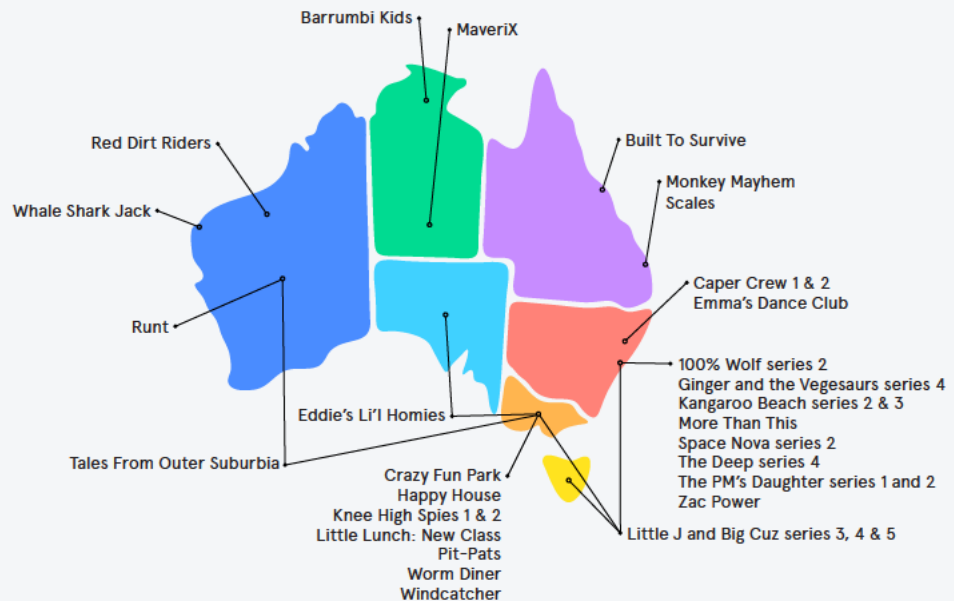 Barrumbi Kids
MaveriX
Red Dirt Riders
Built To Survive
Monkey Mayhem
Scales
Whale Shark Jack
Caper Crew 1 & 2
Emma's Dance Club
Runt
100% Wolf series 2
Ginger and the Vegesaurs series 4
Kangaroo Beach series 2 & 3
More Than This
Space Nova series 2
The Deep series 4
The PM's Daughter series 1 and 2
Zac Power
Eddie's Li'l Homies
Tales From Outer Suburbia
Crazy Fun Park
Happy House
Knee High Spies 1 & 2
Little Lunch: New Class
Pit-Pats
Worm Diner
Windcatcher
Little J and Big Cuz series 3, 4 & 5